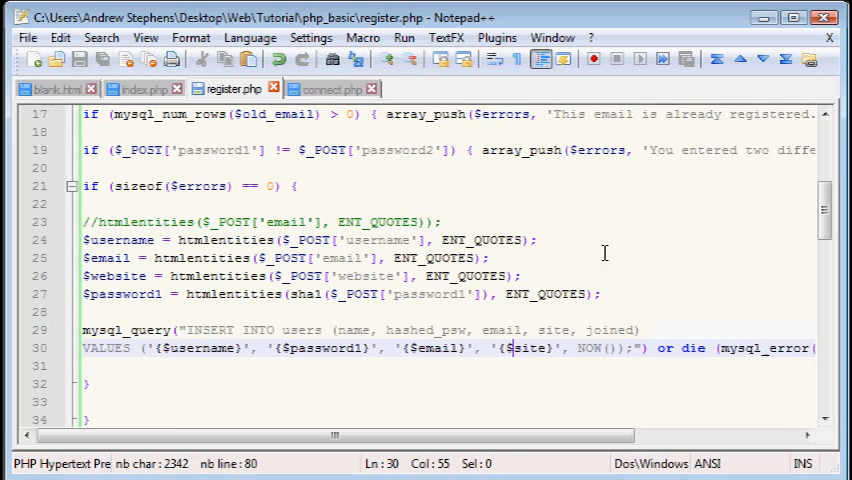 C:\Users\Andrew Stephens\Desktop\Web\Tutorial\php_basic\register.php - Notepad++
File Edit Search View Format Language Settings Macro Run TextFX Plugins Window ? X
blank.html index.php register.php connect.php
17 if (mysql_num_rows($old_email) > 0) { array_push($errors, 'This email is already registered.
18
19 if ($_POST['password1'] != $_POST['password2']) { array_push($errors, 'You entered two diffe
20
21 if (sizeof($errors) == 0) {
22
23 //htmlentities($_POST['email'], ENT_QUOTES));
24 $username = htmlentities($_POST['username'], ENT_QUOTES);
25 $email = htmlentities($_POST['email'], ENT_QUOTES);
26 $website = htmlentities($_POST['website'], ENT_QUOTES);
27 $password1 = htmlentities(sha1($_POST['password1']), ENT_QUOTES);
28
29 mysql_query("INSERT INTO users (name, hashed_psw, email, site, joined)
30 VALUES ('{$username}', '{$password1}', '{$email}', '{$site}', NOW());") or die (mysql_error(
31
32 }
33
34 }
PHP Hypertext Pre nb char : 2342 nb line : 80 Ln : 30 Col : 55 Sel : 0 Dos\Windows ANSI INS